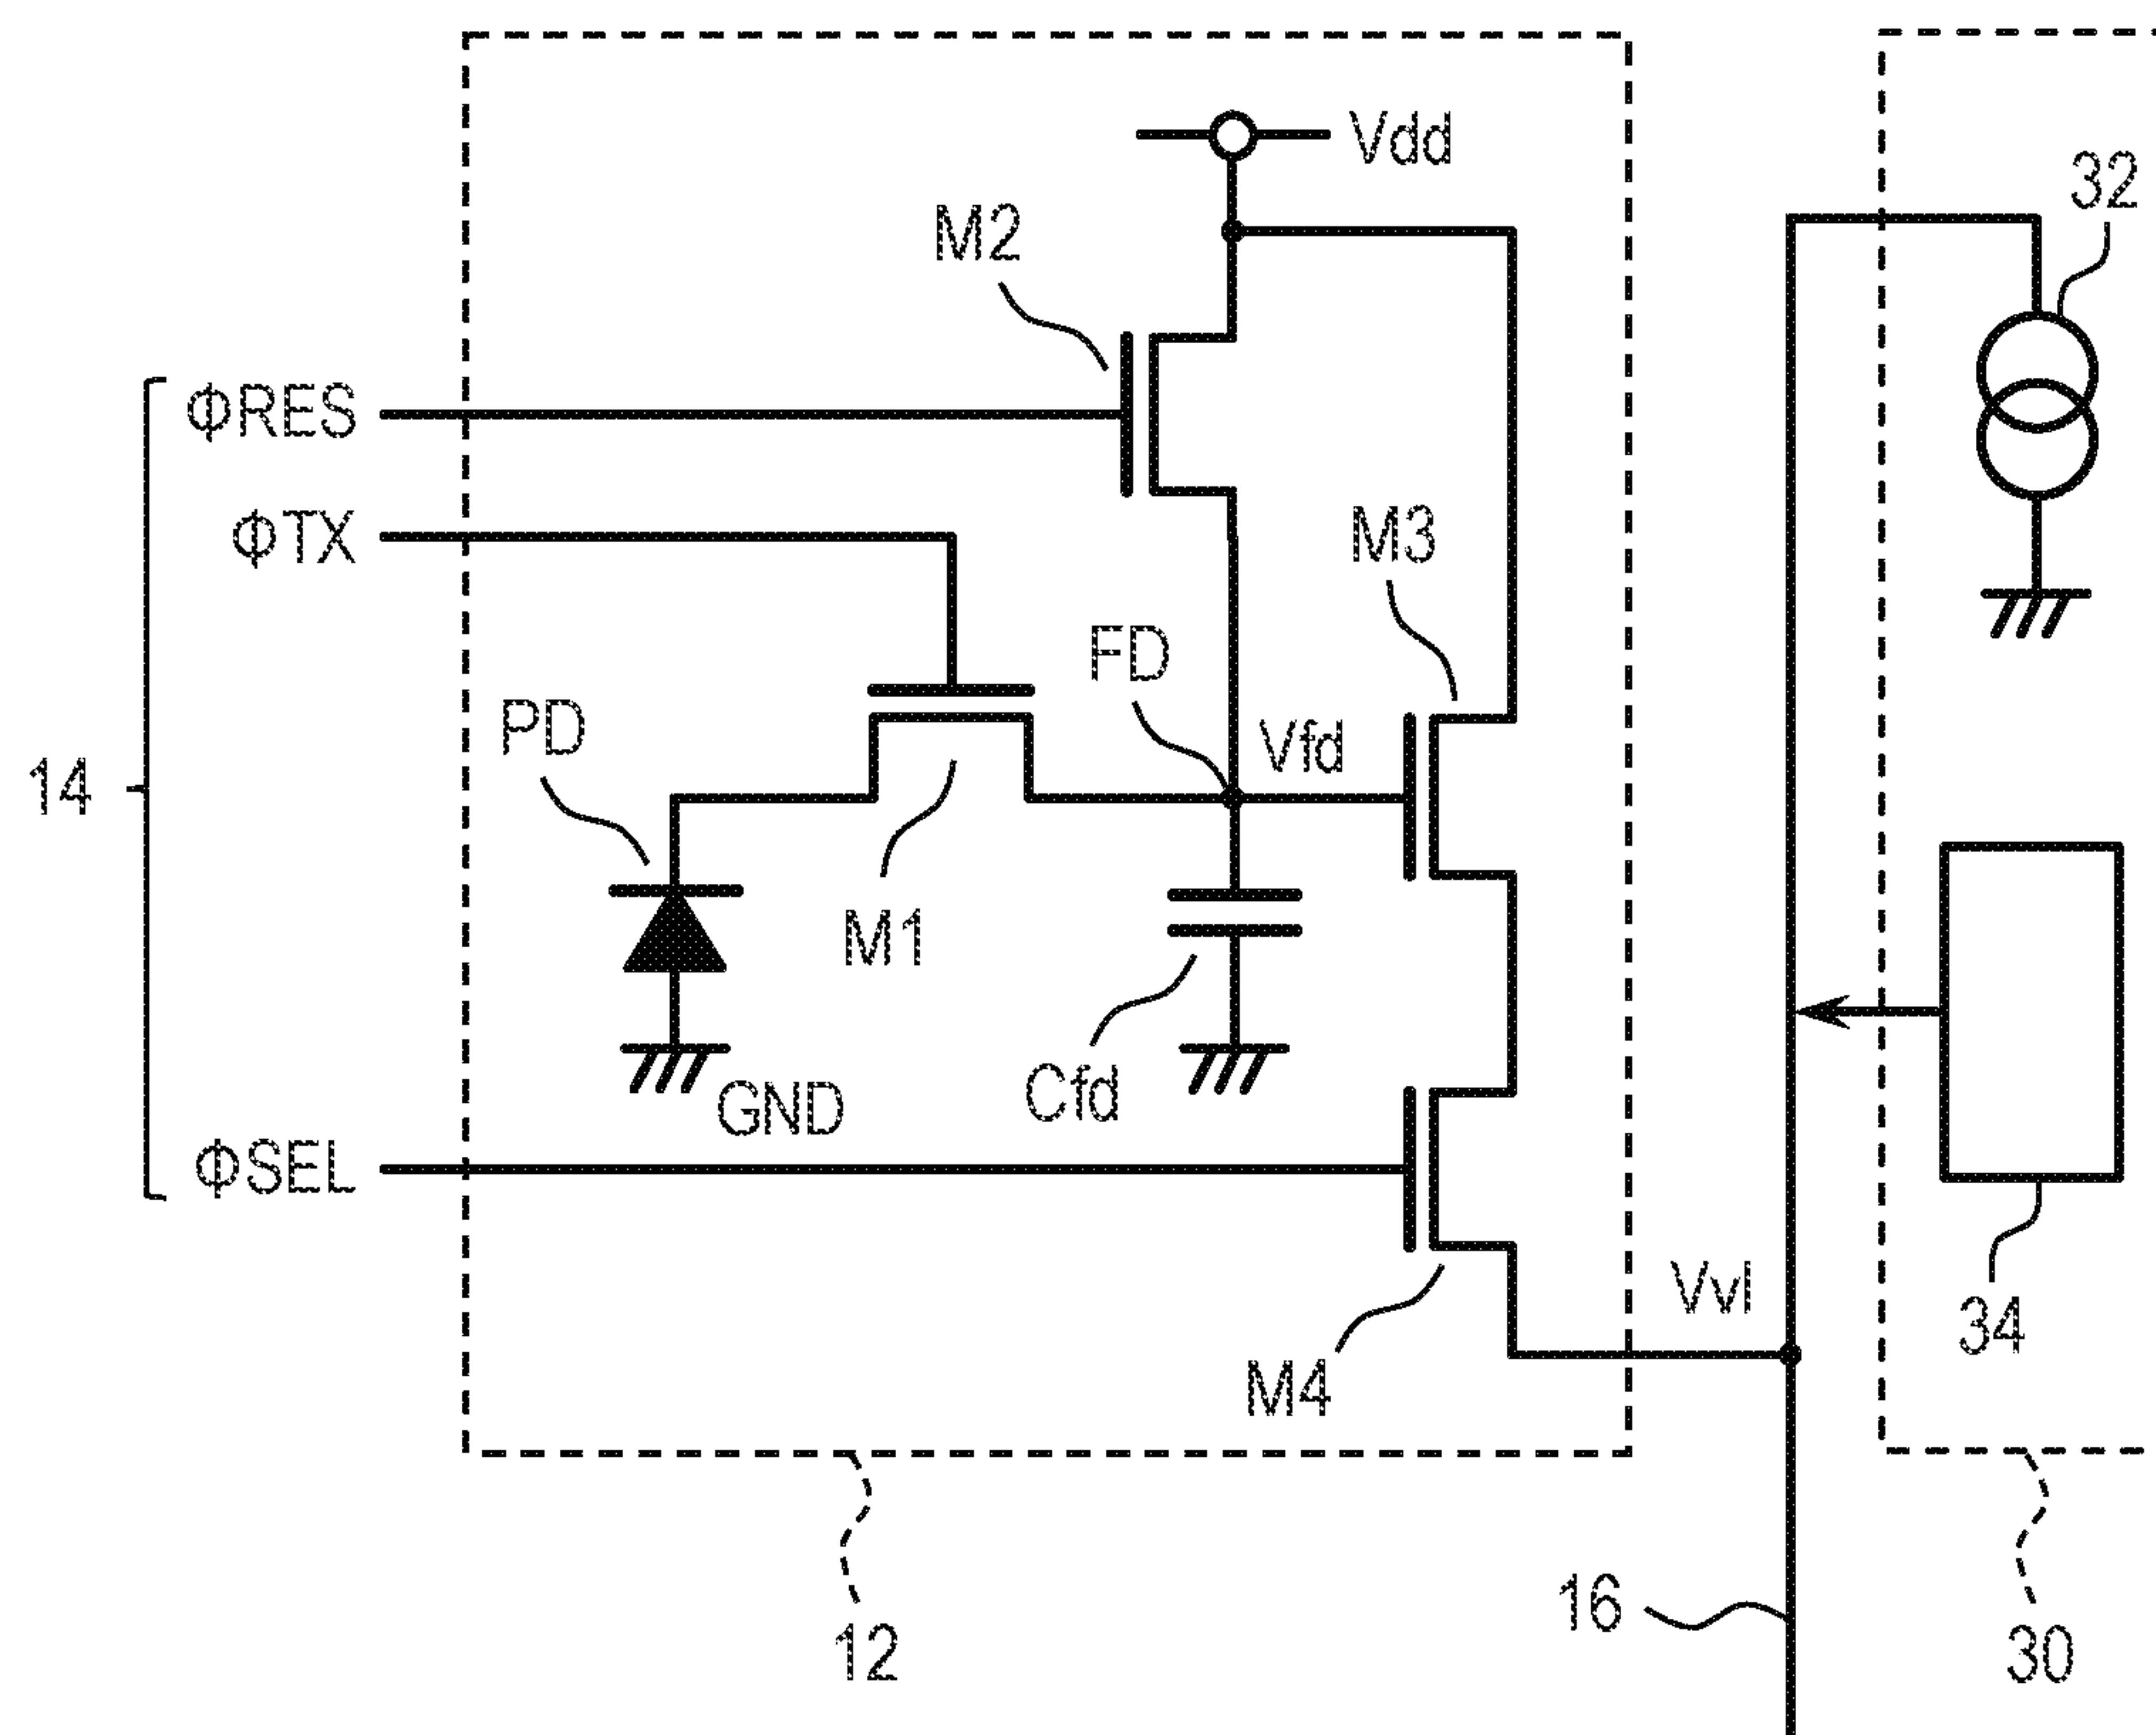 Vdd
32
M2
ΦRES
ΦTX
M3
FD
PD
Vfd
14
M1
Cfd
GND
ΦSEL
Vvl
34
M4
16
12
30